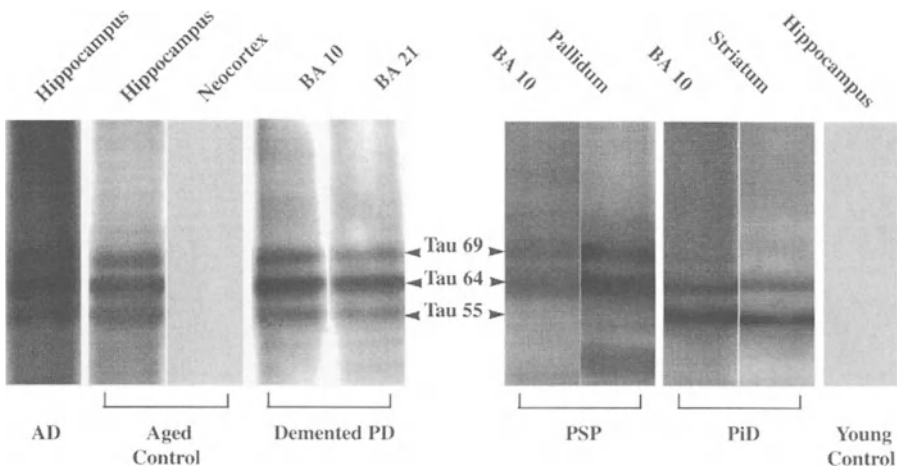 Hippocampus
Hippocampus
Neocortex
BA 10
BA 21
BA 10
Pallidum
BA 10
Striatum
Hippocampus
Tau 69
Tau 64
Tau 55
AD
Aged
Control
Demented PD
PSP
PiD
Young
Control